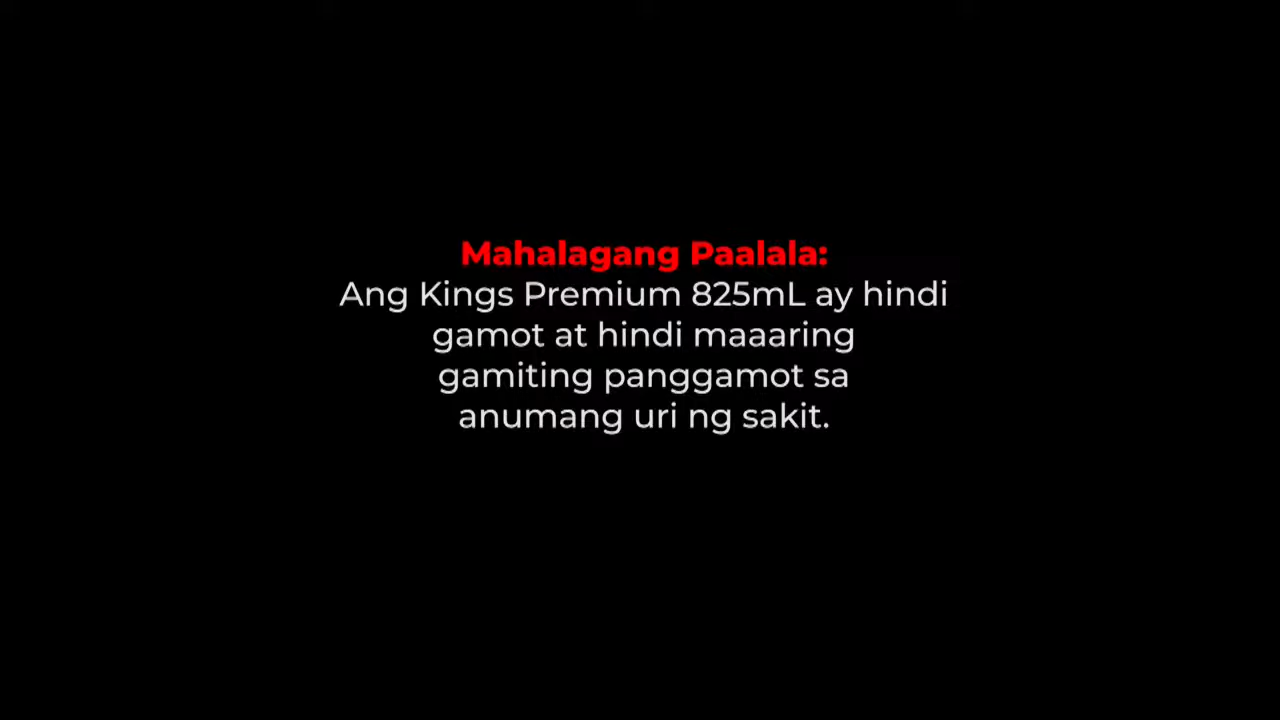 Mahalagang Paalala:
Ang Kings Premium 825mL ay hindi
gamot at hindi maaaring
gamiting panggamot sa
anumang uri ng sakit.